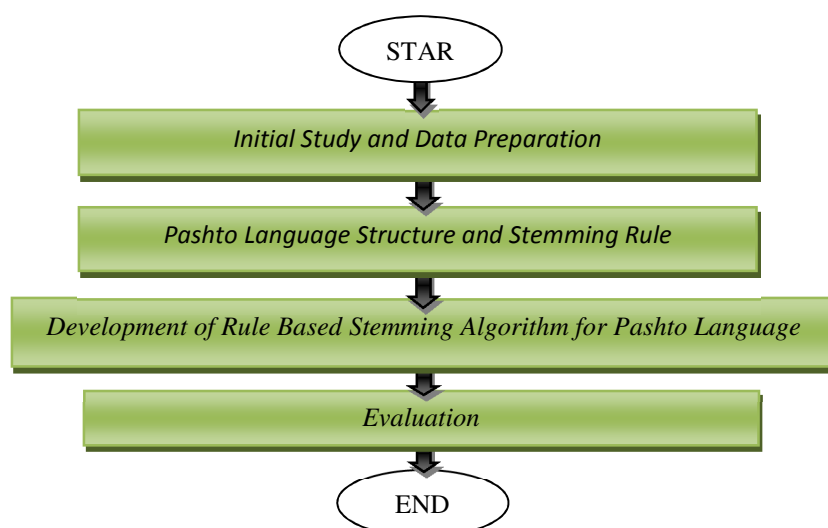 STAR
Initial Study and Data Preparation
Pashto Language Structure and Stemming Rule
Development of Rule Based Stemming Algorithm for Pashto Language
Evaluation
END